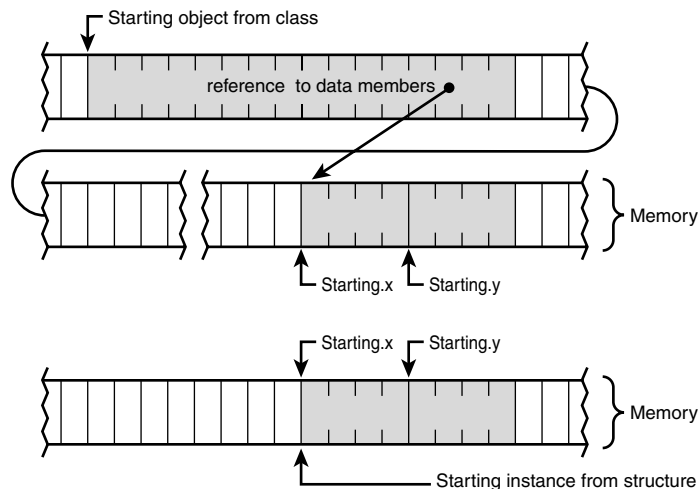 Starting object from class
reference to data members
Memory
Starting.x Starting.y
Starting.x Starting.y
Memory
Starting instance from structure